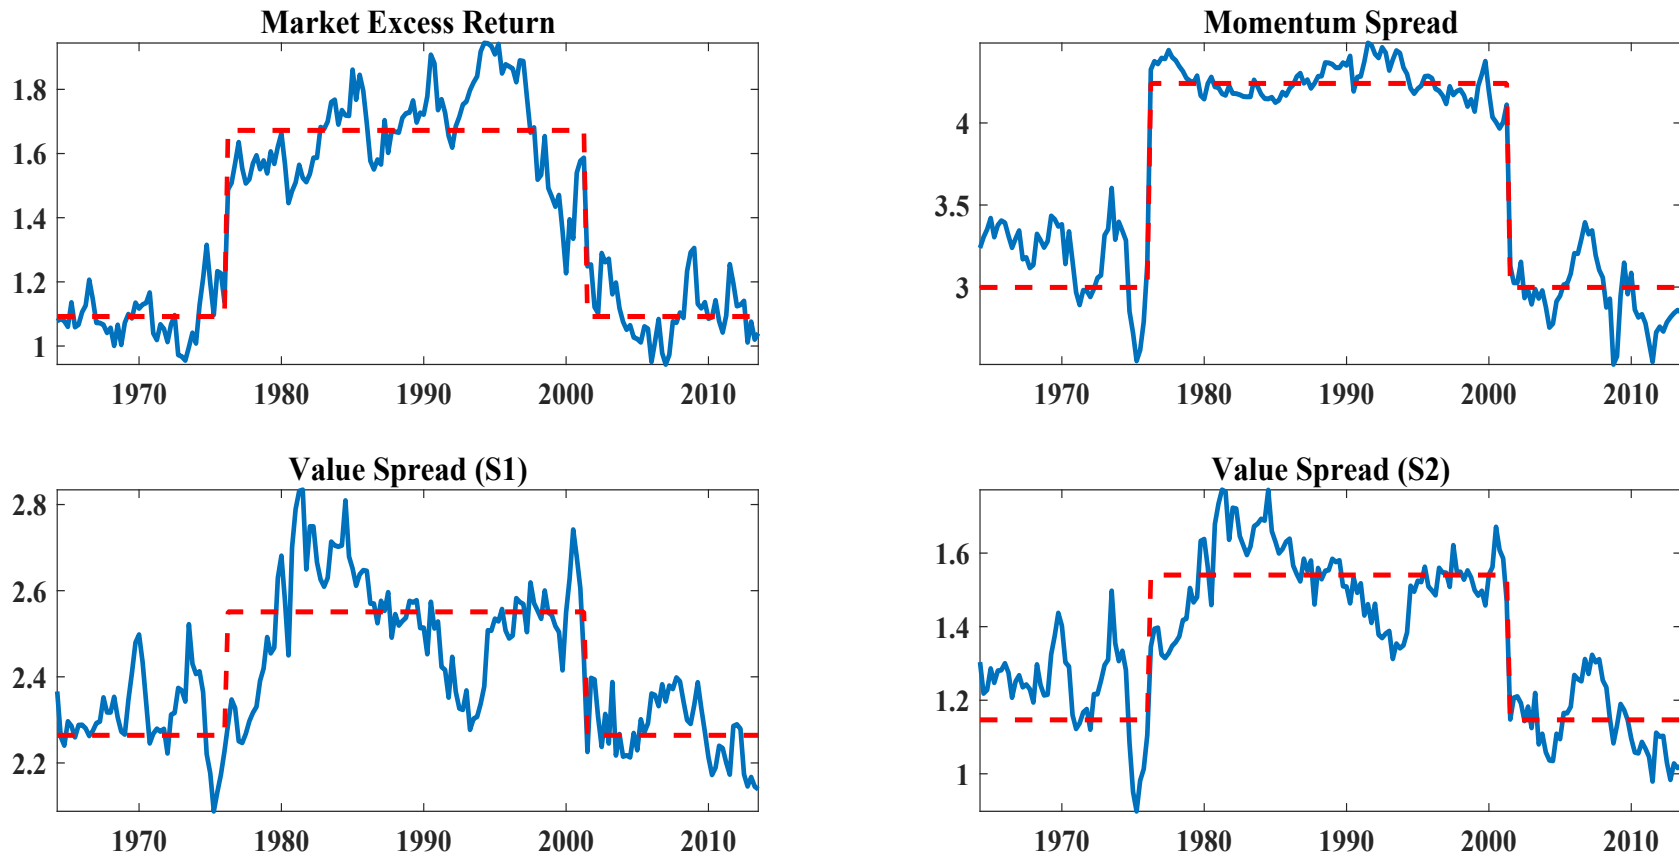 Market Excess Return
1.8
1.6
1.4
1.2
1
1970 1980 1990 2000 2010
Momentum Spread
4
3.5
3
1970 1980 1990 2000 2010
Value Spread (S1)
2.8
2.6
2.4
2.2
1970 1980 1990 2000 2010
Value Spread (S2)
1.6
1.4
1.2
1
1970 1980 1990 2000 2010